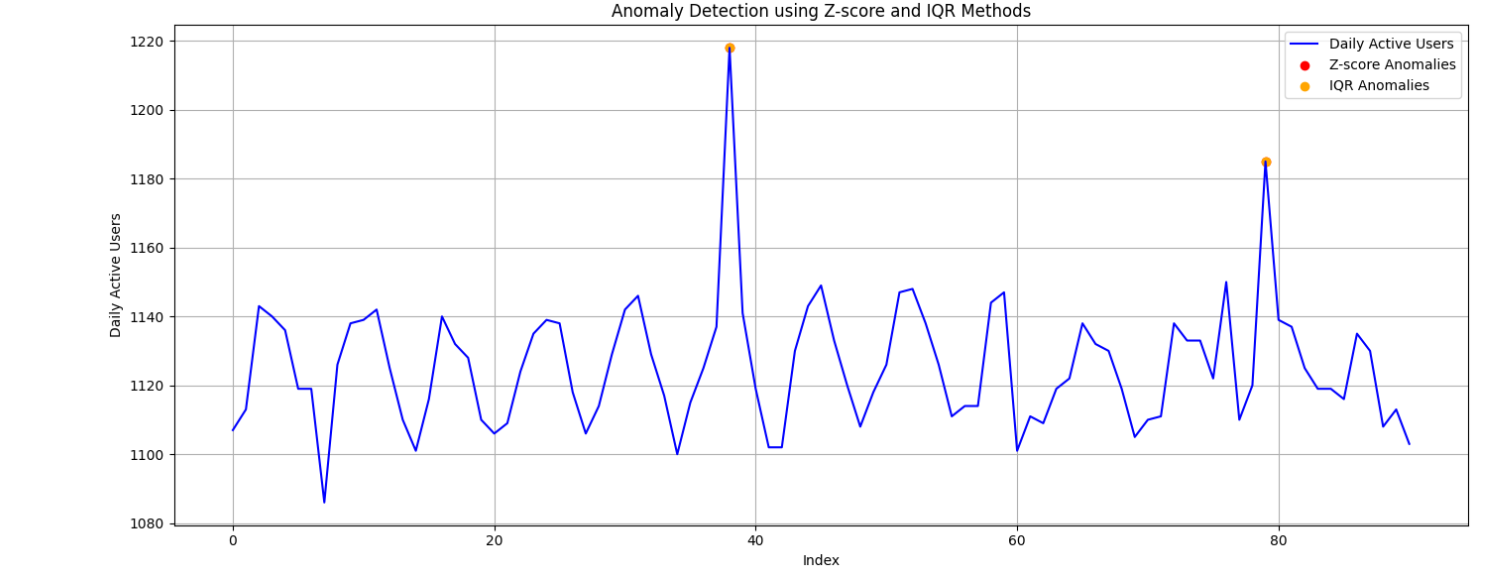 Anomaly Detection using Z-score and IQR Methods
Daily Active Users
Z-score Anomalies
IQR Anomalies
Daily Active Users
1220
1200
1180
1160
1140
1120
1100
1080
0 20 40 60 80
Index